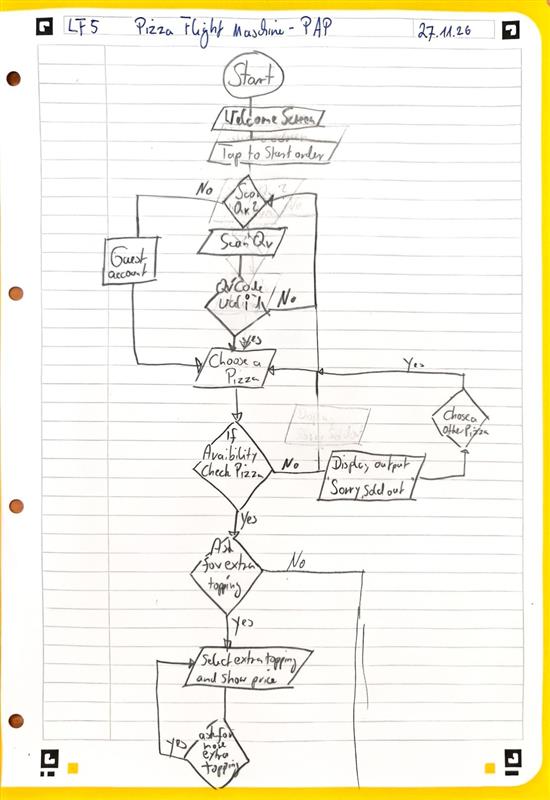 LF5 Pizza Flight Maschine - PAP 27.11.26
Start
Welcome Screen
Tap to Start order
Scan
Qr?
No
Scan Qr
Guest
account
QrCode
valid
No
Yes
Choose a
Pizza
Yes
Chose a
other Pizza
If
Avaibility
Check Pizza
No
Display output
"Sorry, Sold out"
Yes
Ask
for extra
topping
No
Yes
Select extra topping
and show price
ask for
more
extra
topping
Yes